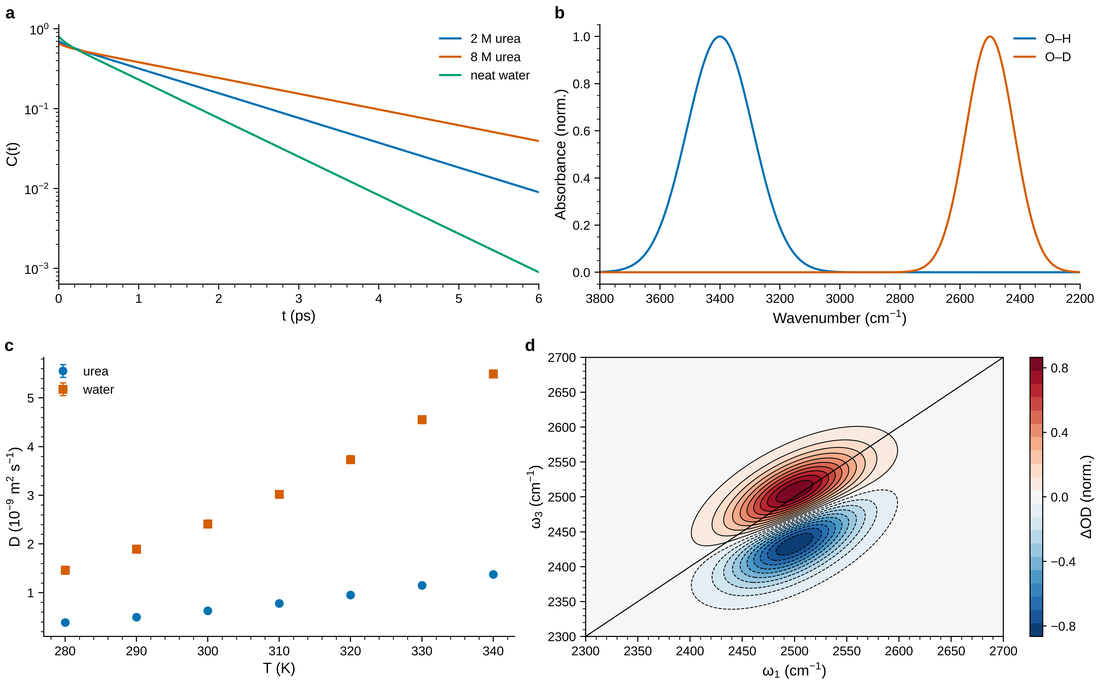 a
10⁰
10⁻¹
10⁻²
10⁻³
C(t)
0 1 2 3 4 5 6
t (ps)
2 M urea
8 M urea
neat water
b
1.0
0.8
0.6
0.4
0.2
0.0
Absorbance (norm.)
3800 3600 3400 3200 3000 2800 2600 2400 2200
Wavenumber (cm⁻¹)
O–H
O–D
c
5
4
3
2
1
D (10⁻⁹ m² s⁻¹)
280 290 300 310 320 330 340
T (K)
urea
water
d
2700
2650
2600
2550
2500
2450
2400
2350
2300
ω₃ (cm⁻¹)
2300 2350 2400 2450 2500 2550 2600 2650 2700
ω₁ (cm⁻¹)
0.8
0.4
0.0
−0.4
−0.8
ΔOD (norm.)